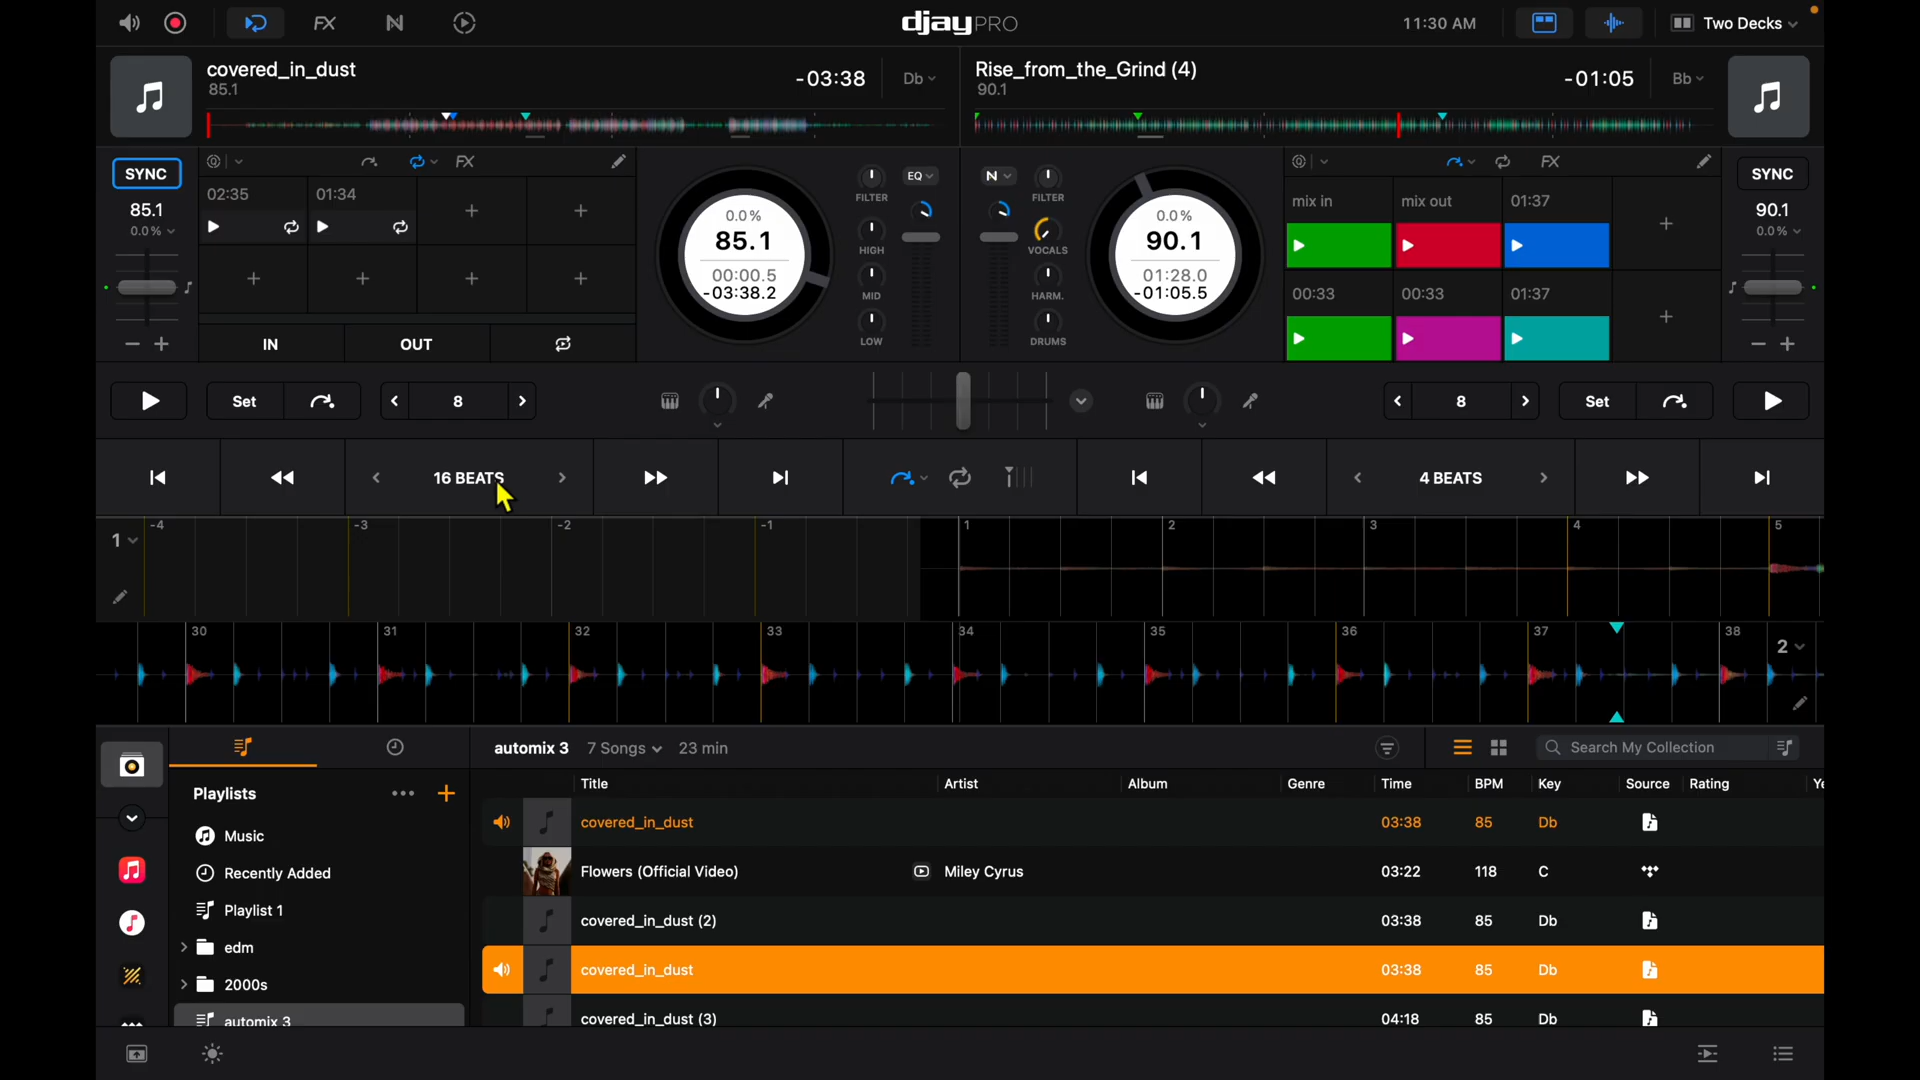 FX
N
djay PRO
11:30 AM
Two Decks
covered_in_dust
85.1
-03:38
Db
Rise_from_the_Grind (4)
90.1
-01:05
Bb
SYNC
85.1
0.0%
02:35
01:34
FX
IN
OUT
0.0%
85.1
00:00.5
-03:38.2
FILTER
HIGH
MID
LOW
EQ
N
FILTER
VOCALS
HARM.
DRUMS
0.0%
90.1
01:28.0
-01:05.5
FX
mix in
mix out
01:37
00:33
00:33
01:37
SYNC
90.1
0.0%
Set
8
8
Set
16 BEATS
4 BEATS
1
-4
-3
-2
-1
1
2
3
4
5
30
31
32
33
34
35
36
37
38
2
automix 3
7 Songs
23 min
Search My Collection
Playlists
Music
Recently Added
Playlist 1
edm
2000s
automix 3
Title
Artist
Album
Genre
Time
BPM
Key
Source
Rating
Ye
covered_in_dust 03:38 85 Db
Flowers (Official Video) Miley Cyrus 03:22 118 C
covered_in_dust (2) 03:38 85 Db
covered_in_dust 03:38 85 Db
covered_in_dust (3) 04:18 85 Db